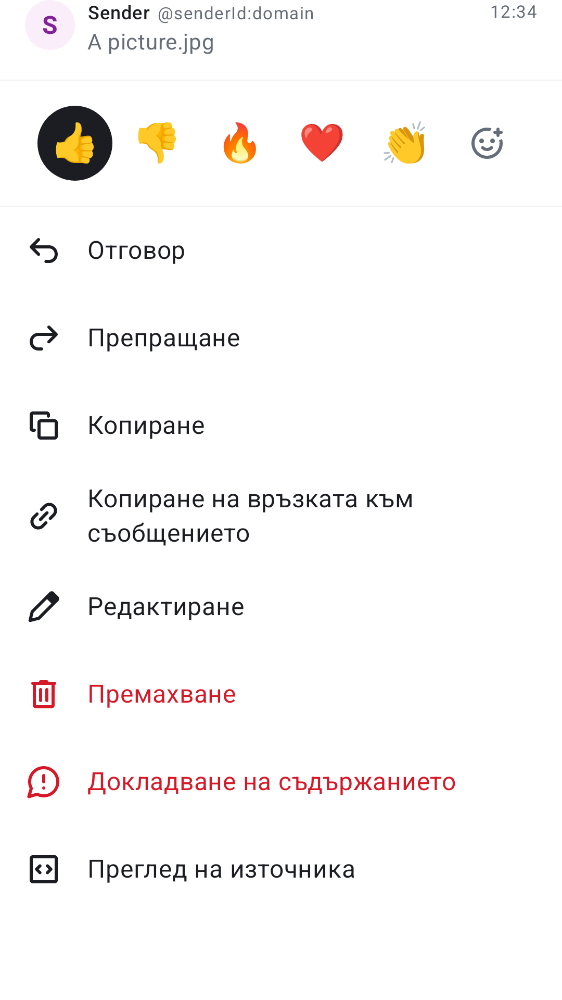 S
Sender @senderId:domain 12:34
A picture.jpg
Отговор
Препращане
Копиране
Копиране на връзката към
съобщението
Редактиране
Премахване
Докладване на съдържанието
Преглед на източника